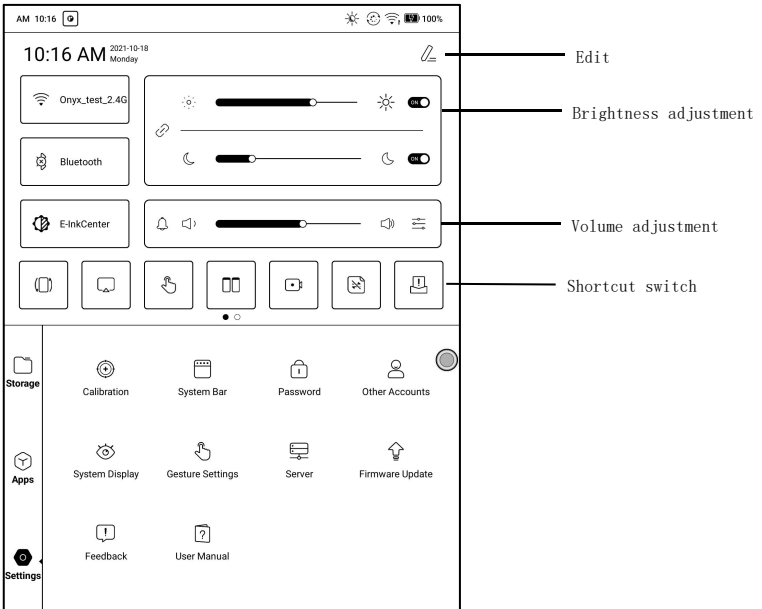 AM 10:16 100%
10:16 AM 2021-10-18
Monday
Edit
Onyx_test_2.4G
ON
Brightness adjustment
Bluetooth
ON
E-InkCenter
Volume adjustment
Shortcut switch
Storage
Calibration
System Bar
Password
Other Accounts
Apps
System Display
Gesture Settings
Server
Firmware Update
Feedback
User Manual
Settings